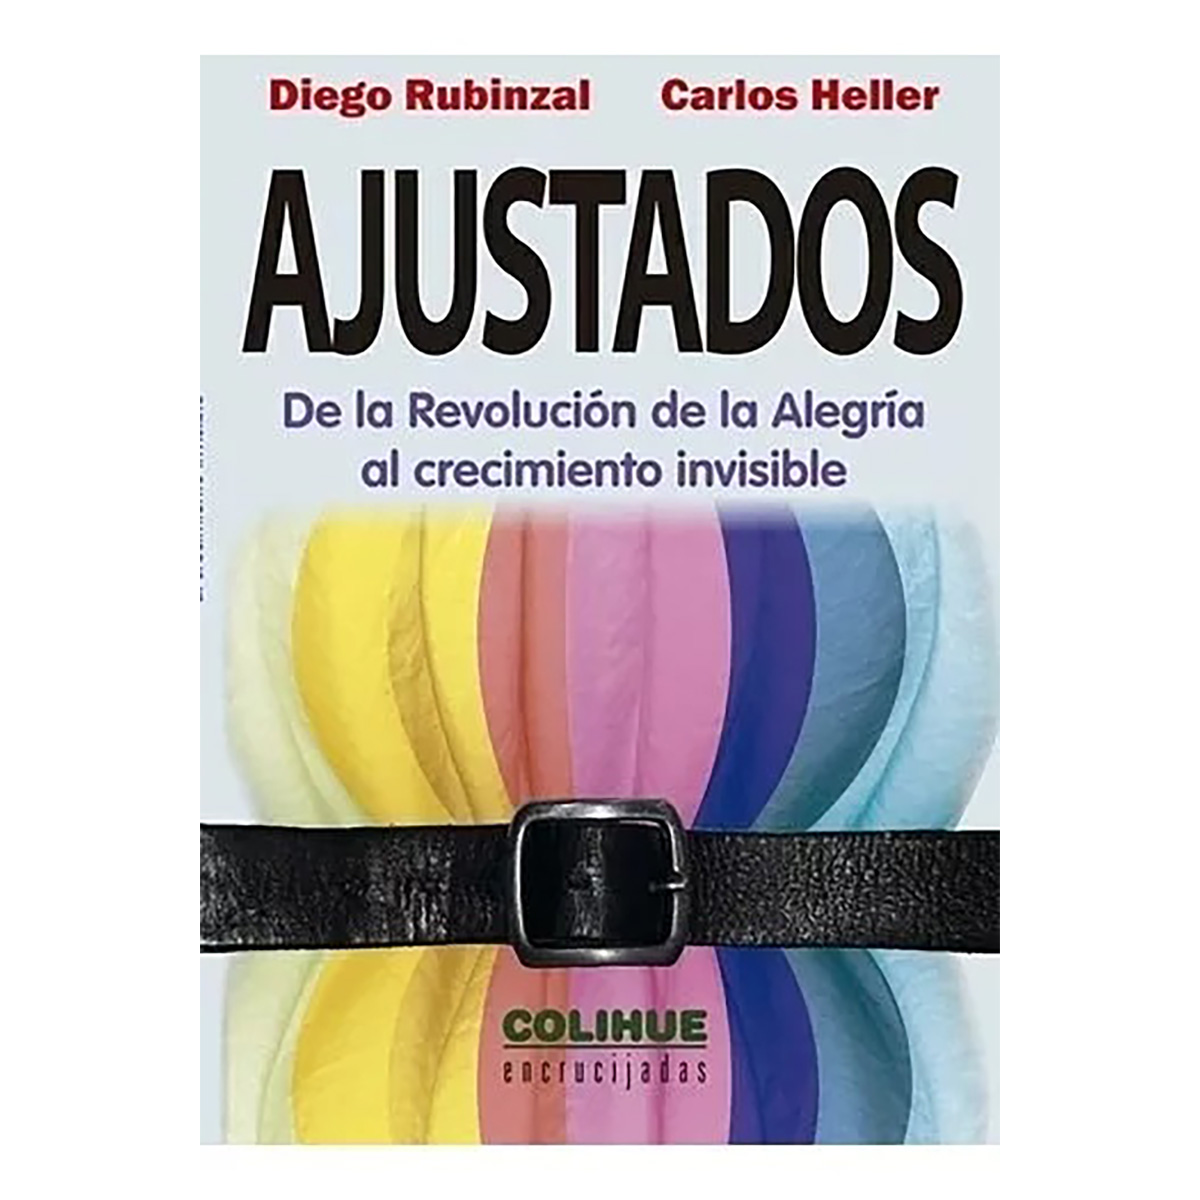 Diego Rubinzal Carlos Heller
AJUSTADOS
De la Revolución de la Alegría
al crecimiento invisible
COLIHUE
encrucijadas